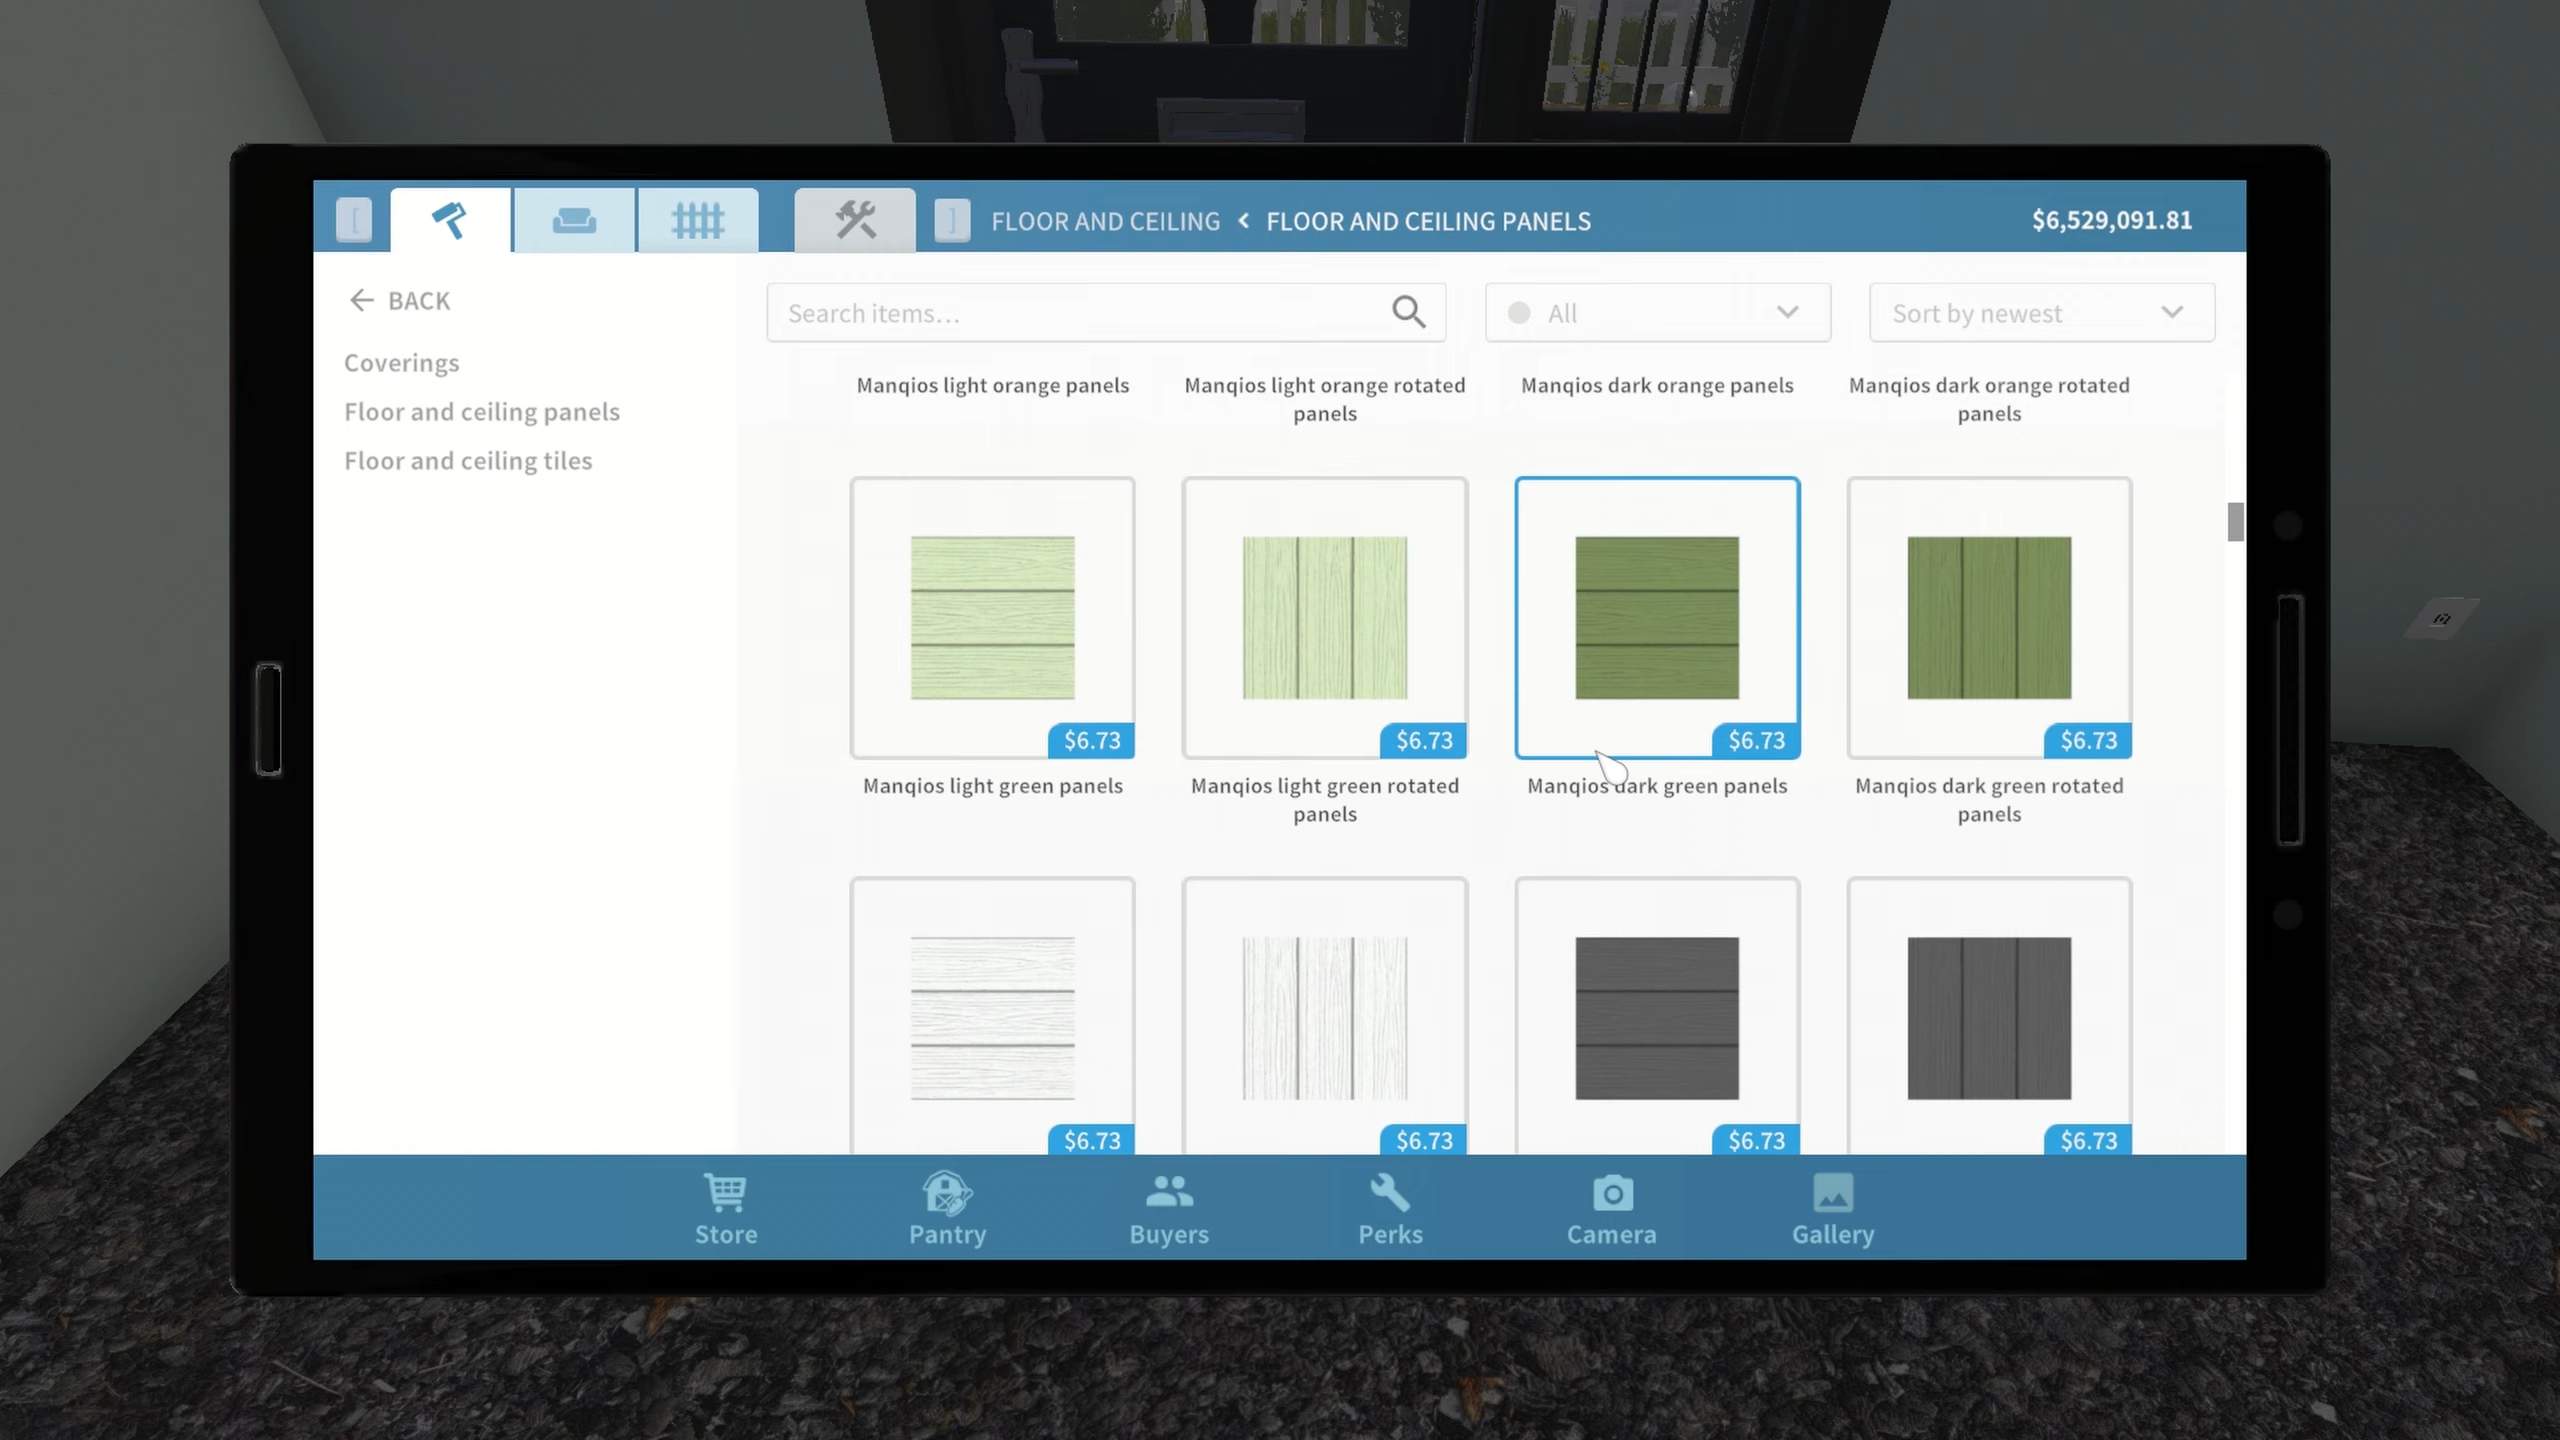 [
]
FLOOR AND CEILING < FLOOR AND CEILING PANELS
$6,529,091.81
BACK
Coverings
Floor and ceiling panels
Floor and ceiling tiles
Search items...
All
Sort by newest
Manqios light orange panels
Manqios light orange rotated
panels
Manqios dark orange panels
Manqios dark orange rotated
panels
$6.73
Manqios light green panels
$6.73
Manqios light green rotated
panels
$6.73
Manqios dark green panels
$6.73
Manqios dark green rotated
panels
$6.73
$6.73
$6.73
$6.73
Store
Pantry
Buyers
Perks
Camera
Gallery